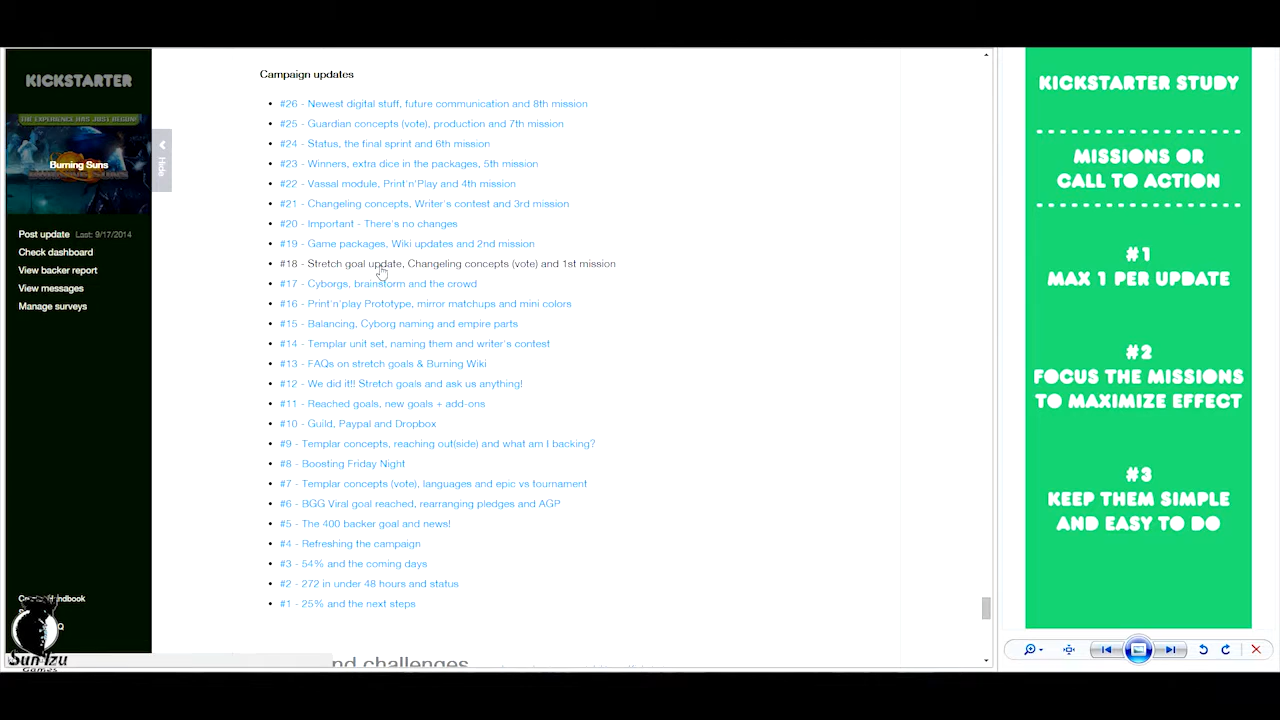 KICKSTARTER
THE EXPERIENCE HAS JUST BEGUN!
Burning Suns
Hide
Post update Last: 9/17/2014
Check dashboard
View backer report
View messages
Manage surveys
Sun Tzu
Games
Campaign updates
#26 - Newest digital stuff, future communication and 8th mission
#25 - Guardian concepts (vote), production and 7th mission
#24 - Status, the final sprint and 6th mission
#23 - Winners, extra dice in the packages, 5th mission
#22 - Vassal module, Print'n'Play and 4th mission
#21 - Changeling concepts, Writer's contest and 3rd mission
#20 - Important - There's no changes
#19 - Game packages, Wiki updates and 2nd mission
#18 - Stretch goal update, Changeling concepts (vote) and 1st mission
#17 - Cyborgs, brainstorm and the crowd
#16 - Print'n'play Prototype, mirror matchups and mini colors
#15 - Balancing, Cyborg naming and empire parts
#14 - Templar unit set, naming them and writer's contest
#13 - FAQs on stretch goals & Burning Wiki
#12 - We did it!! Stretch goals and ask us anything!
#11 - Reached goals, new goals + add-ons
#10 - Guild, Paypal and Dropbox
#9 - Templar concepts, reaching out(side) and what am I backing?
#8 - Boosting Friday Night
#7 - Templar concepts (vote), languages and epic vs tournament
#6 - BGG Viral goal reached, rearranging pledges and AGP
#5 - The 400 backer goal and news!
#4 - Refreshing the campaign
#3 - 54% and the coming days
#2 - 272 in under 48 hours and status
#1 - 25% and the next steps
nd challenges
KICKSTARTER STUDY
MISSIONS OR
CALL TO ACTION
#1
MAX 1 PER UPDATE
#2
FOCUS THE MISSIONS
TO MAXIMIZE EFFECT
#3
KEEP THEM SIMPLE
AND EASY TO DO